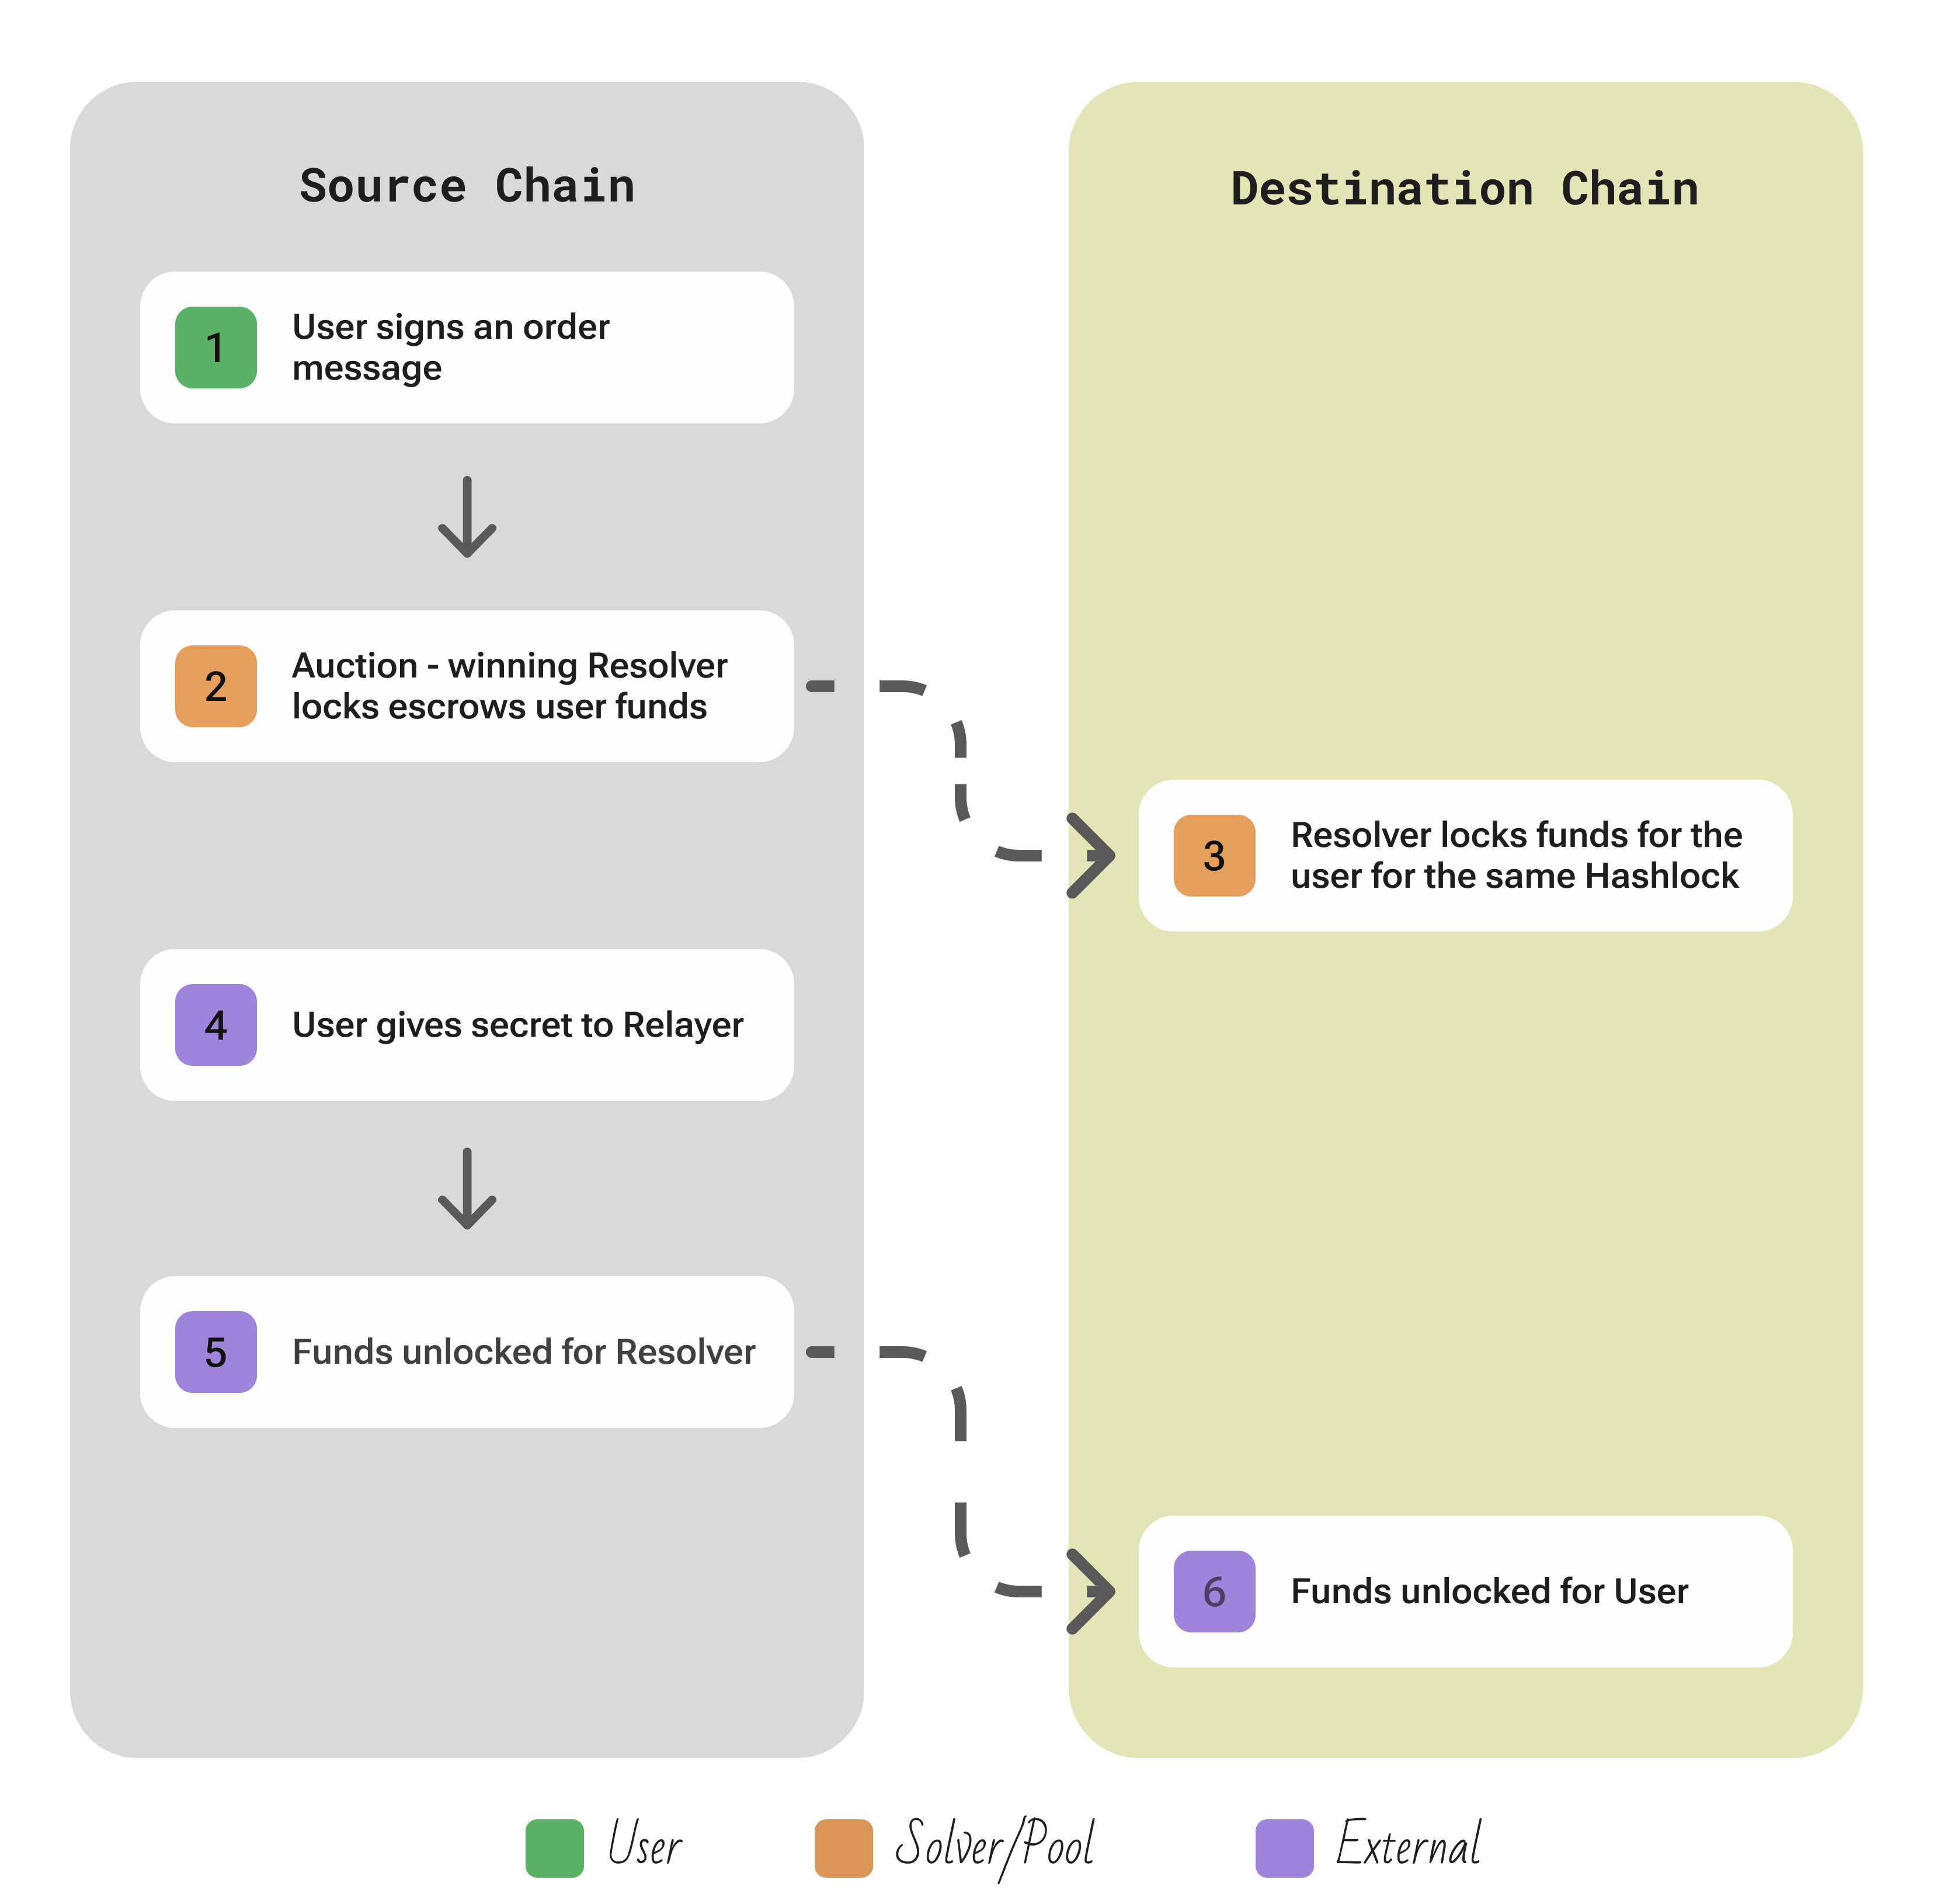 Source Chain
Destination Chain
1
User signs an order
message
2
Auction - winning Resolver
locks escrows user funds
3
Resolver locks funds for the
user for the same Hashlock
4
User gives secret to Relayer
5
Funds unlocked for Resolver
6
Funds unlocked for User
User
Solver/Pool
External